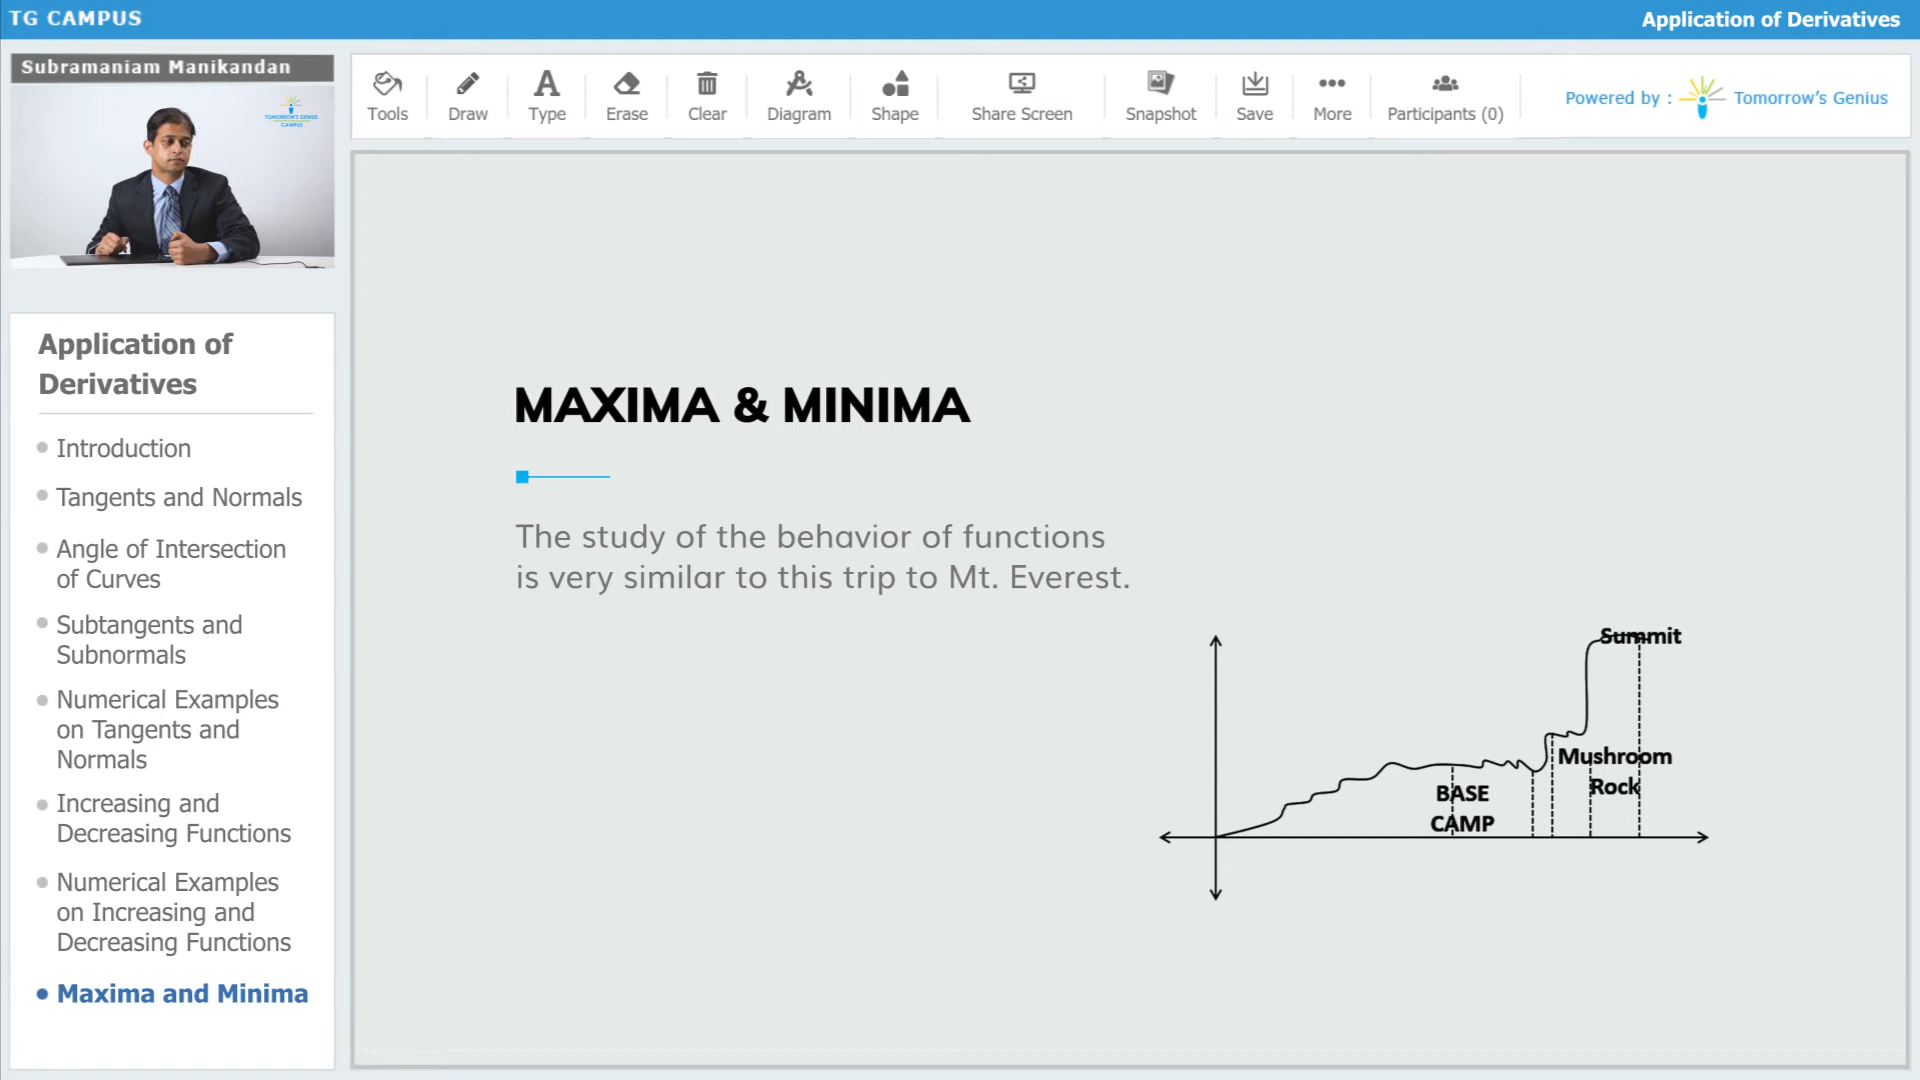 TG CAMPUS
Application of Derivatives
Subramaniam Manikandan
TOMORROW'S GENIUS
CAMPUS
Tools
Draw
Type
Erase
Clear
Diagram
Shape
Share Screen
Snapshot
Save
More
Participants (0)
Powered by :
Tomorrow's Genius
Application of
Derivatives
Introduction
Tangents and Normals
Angle of Intersection
of Curves
Subtangents and
Subnormals
Numerical Examples
on Tangents and
Normals
Increasing and
Decreasing Functions
Numerical Examples
on Increasing and
Decreasing Functions
Maxima and Minima
MAXIMA & MINIMA
The study of the behavior of functions
is very similar to this trip to Mt. Everest.
Summit
Mushroom
Rock
BASE
CAMP